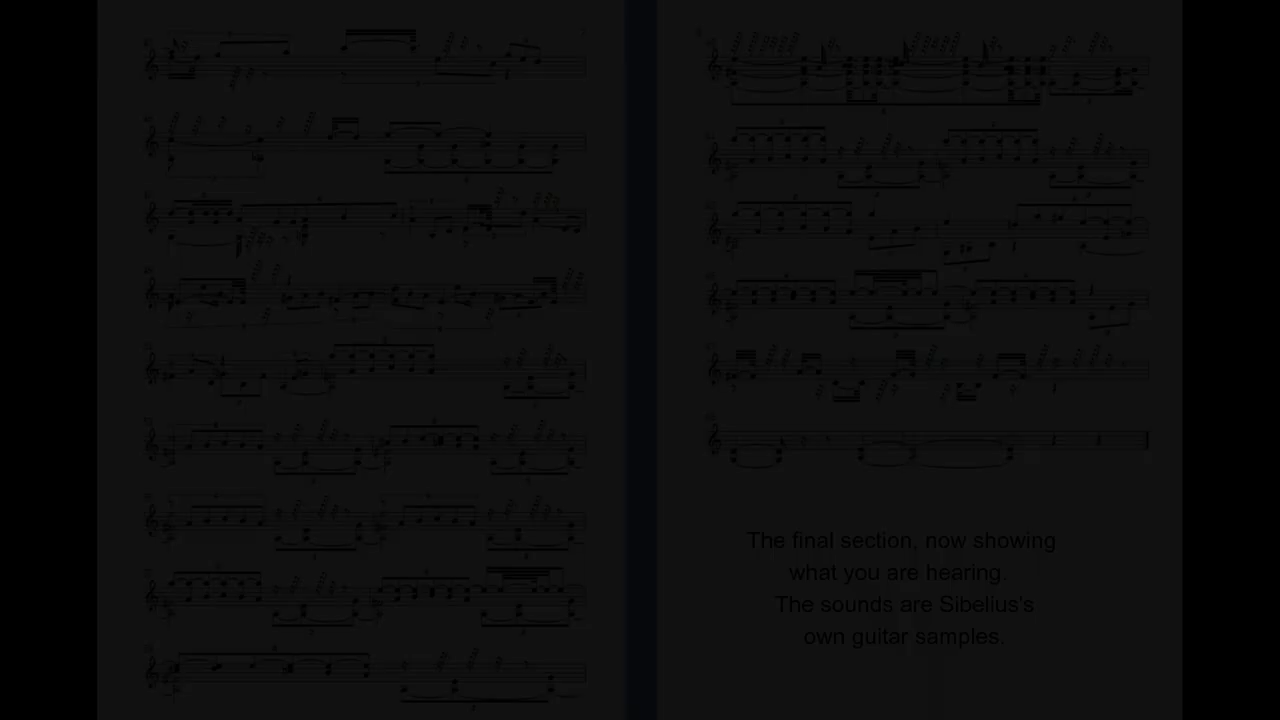 The final section, now showing
what you are hearing.
The sounds are Sibelius's
own guitar samples.